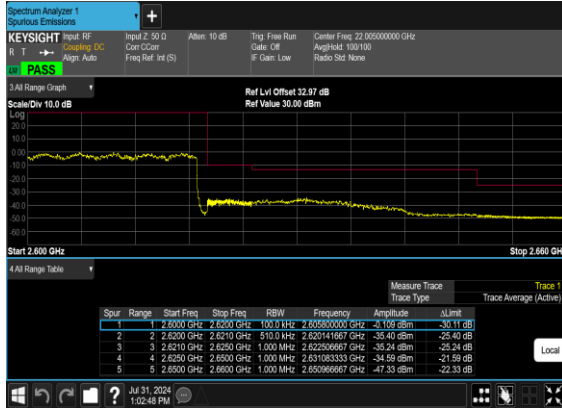 Spectrum Analyzer 1
Spurious Emissions
+
KEYSIGHT Input: RF Input Z: 50 Ω Atten: 10 dB Trig: Free Run Center Freq: 22.005000000 GHz
R T Coupling: DC Corr CCorr Gate: Off Avg|Hold: 100/100
Align: Auto Freq Ref: Int (S) IF Gain: Low Radio Std: None
PASS
3 All Range Graph
Ref Lvl Offset 32.97 dB
Scale/Div 10.0 dB Ref Value 30.00 dBm
Log
20.0
10.0
0.00
-10.0
-20.0
-30.0
-40.0
-50.0
-60.0
Start 2.600 GHz Stop 2.660 GH
4 All Range Table
Measure Trace Trace 1
Trace Type Trace Average (Active)
Spur Range Start Freq Stop Freq RBW Frequency Amplitude ΔLimit
1 1 2.6000 GHz 2.6200 GHz 100.0 kHz 2.605800000 GHz -0.109 dBm -30.11 dB
2 2 2.6200 GHz 2.6210 GHz 510.0 kHz 2.620141667 GHz -35.40 dBm -25.40 dB
3 3 2.6210 GHz 2.6250 GHz 1.000 MHz 2.622506667 GHz -35.24 dBm -25.24 dB
4 4 2.6250 GHz 2.6500 GHz 1.000 MHz 2.631083333 GHz -34.59 dBm -21.59 dB
5 5 2.6500 GHz 2.6600 GHz 1.000 MHz 2.650966667 GHz -47.33 dBm -22.33 dB
Local
? Jul 31, 2024
1:02:48 PM